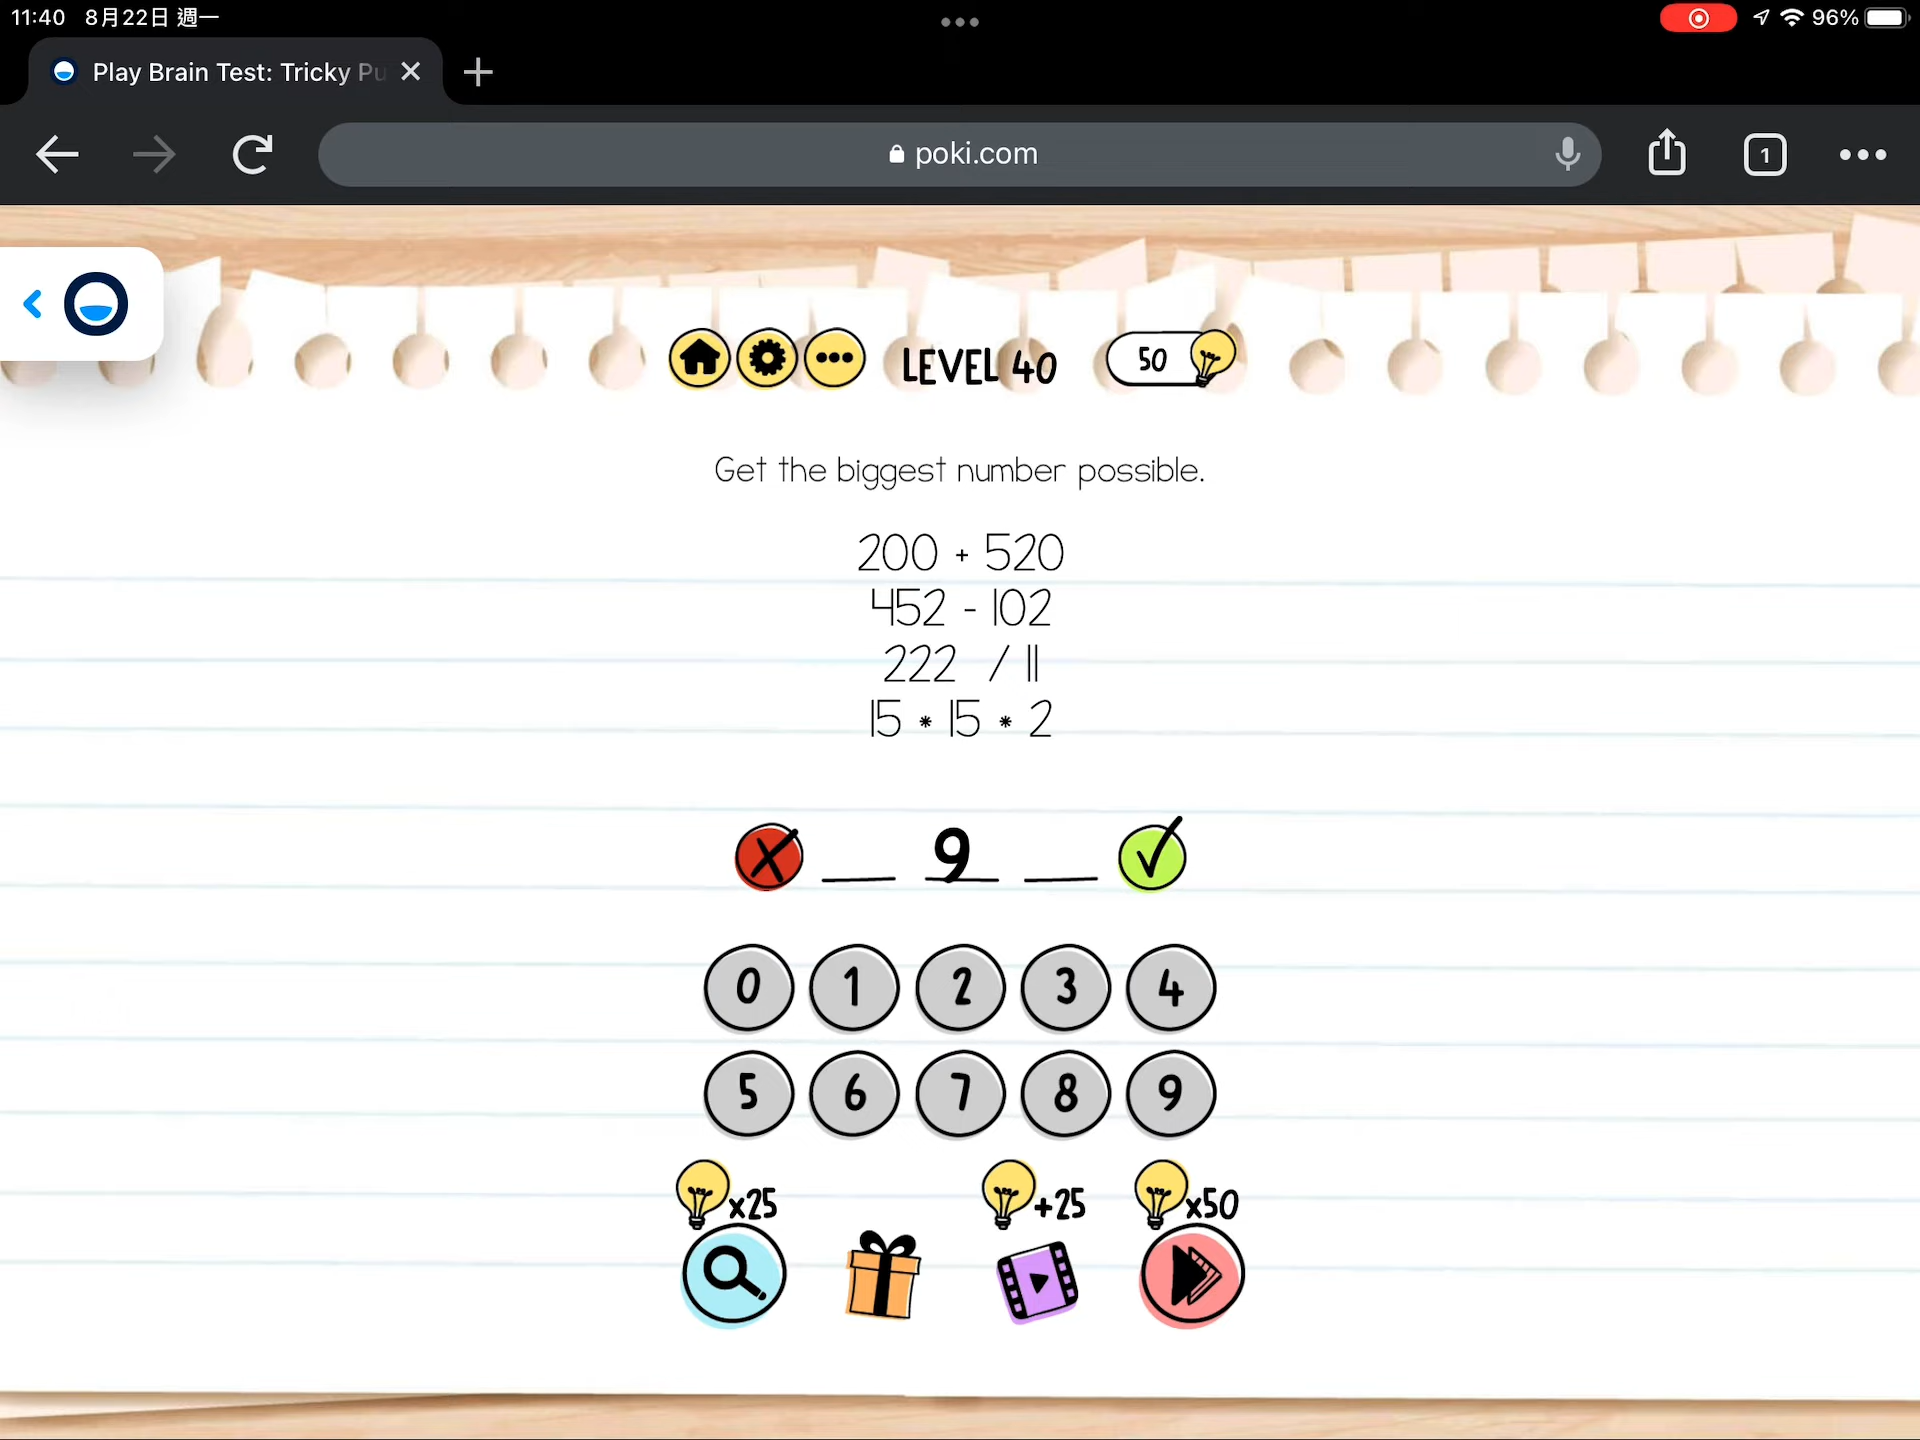 11:40 8月22日 週一
96%
Play Brain Test: Tricky Pu
poki.com
1
LEVEL 40
50
Get the biggest number possible.
200 + 520
452 - 102
222 / 11
15 * 15 * 2
9
0 1 2 3 4
5 6 7 8 9
x25 +25 x50